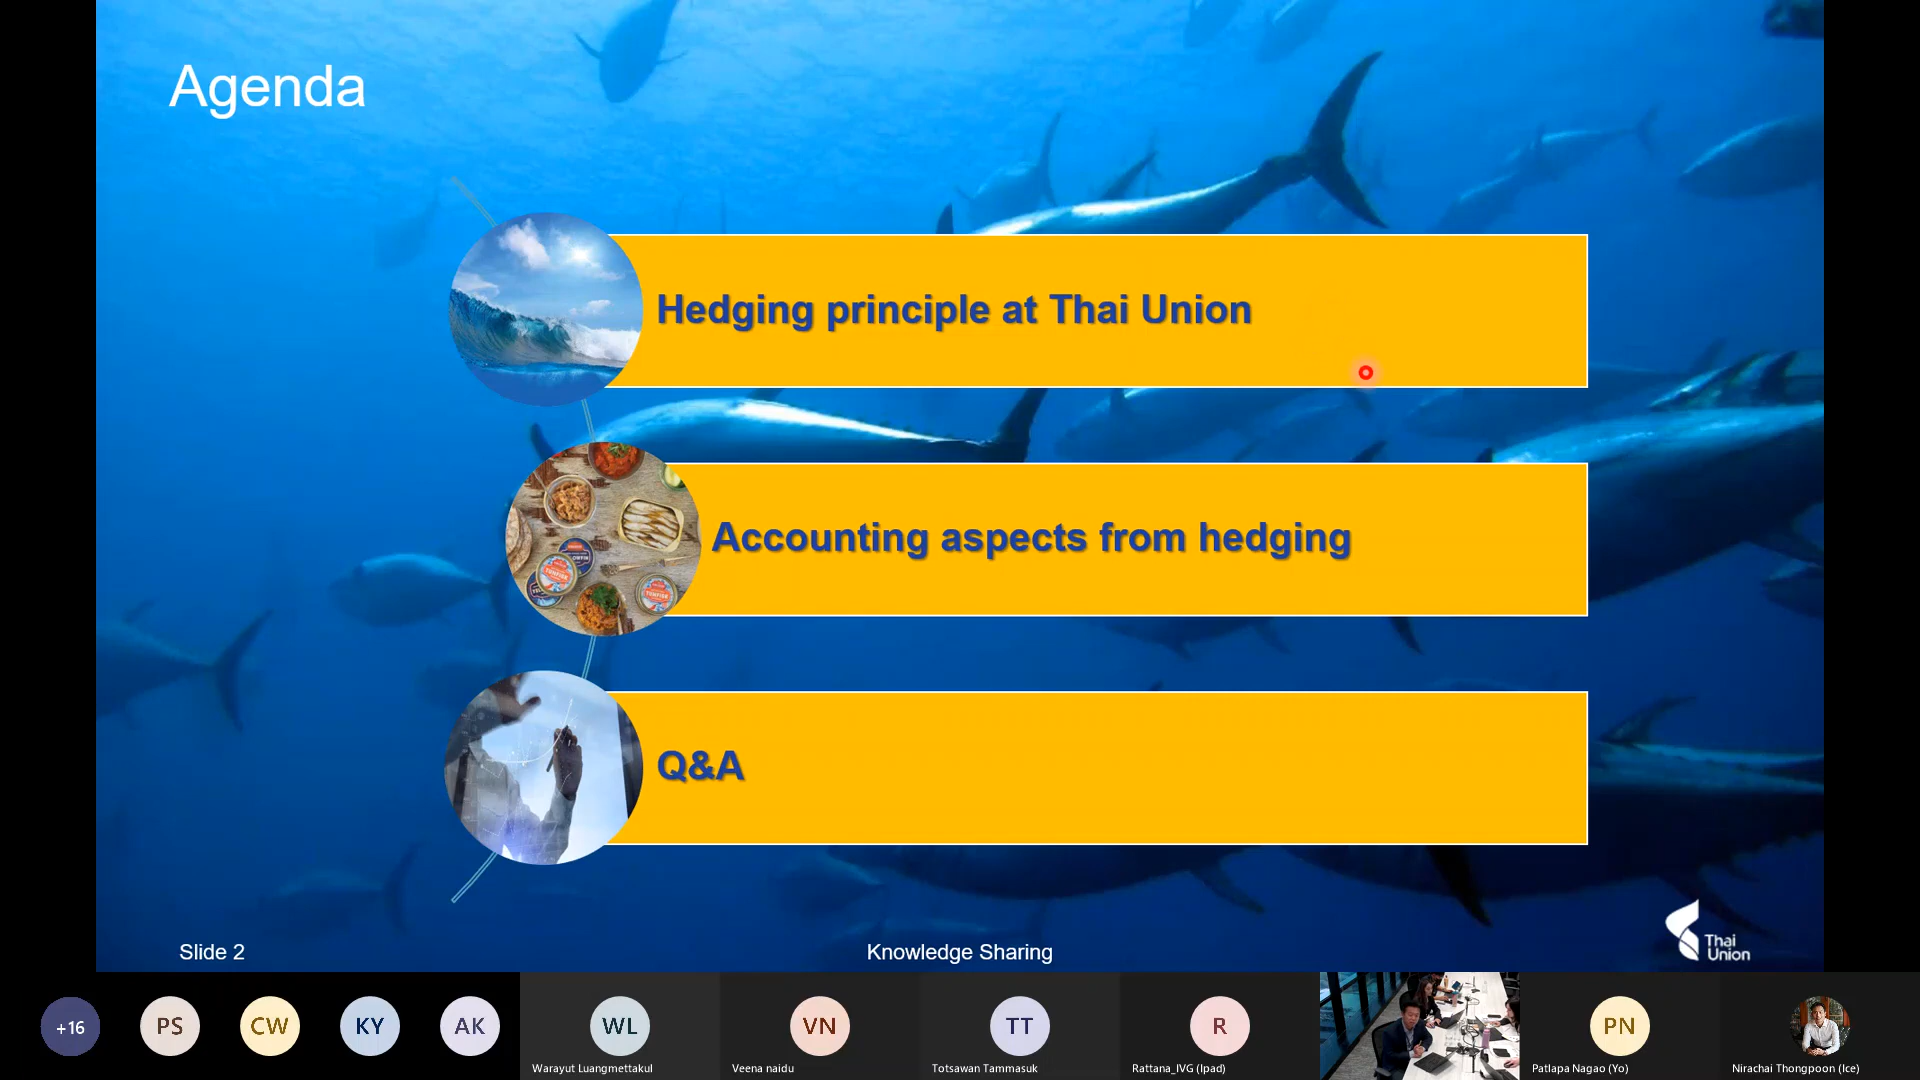 Agenda
Hedging principle at Thai Union
Accounting aspects from hedging
Q&A
Slide 2
Knowledge Sharing
Thai
Union
+16
PS
CW
KY
AK
WL
VN
TT
R
PN
Warayut Luangmettakul
Veena naidu
Totsawan Tammasuk
Rattana_IVG (Ipad)
Patlapa Nagao (Yo)
Nirachai Thongpoon (Ice)